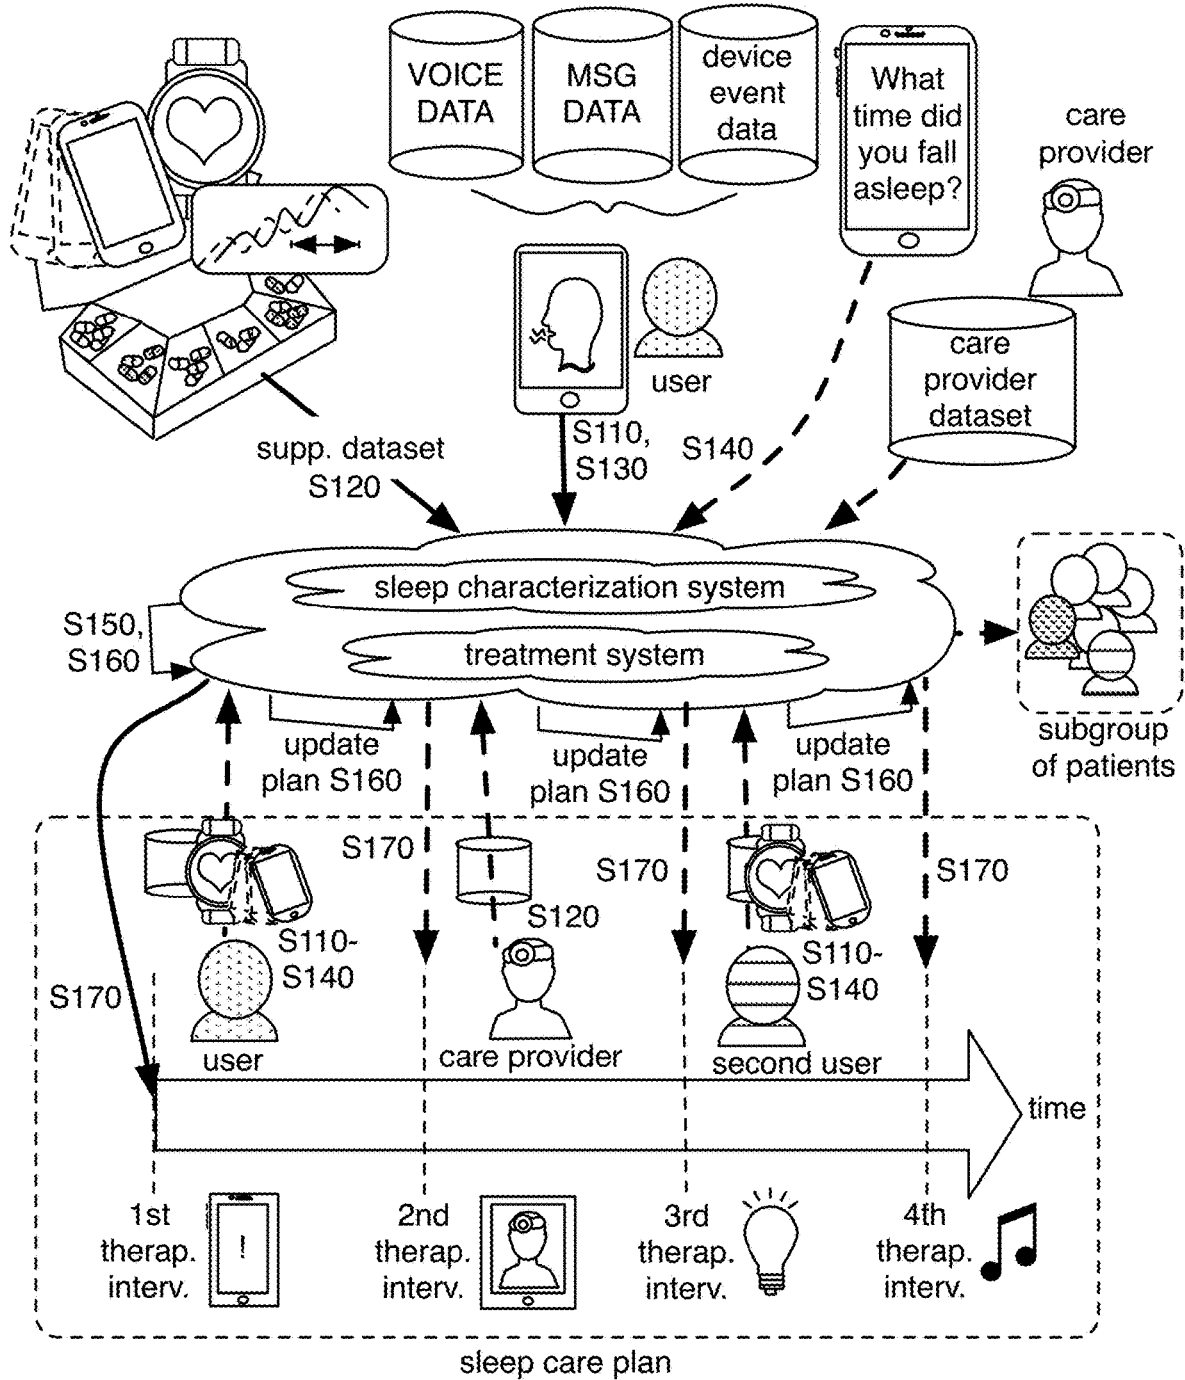 VOICE
DATA
MSG
DATA
device
event
data
What
time did
you fall
asleep?
care
provider
user
care
provider
dataset
supp. dataset
S120
S110,
S130
S140
sleep characterization system
treatment system
S150,
S160
subgroup
of patients
update
plan S160
update
plan S160
update
plan S160
S170
S170
S170
S120
S110-
S140
S110-
S140
S170
user
care provider
second user
time
1st
therap.
interv.
!
2nd
therap.
interv.
3rd
therap.
interv.
4th
therap.
interv.
sleep care plan